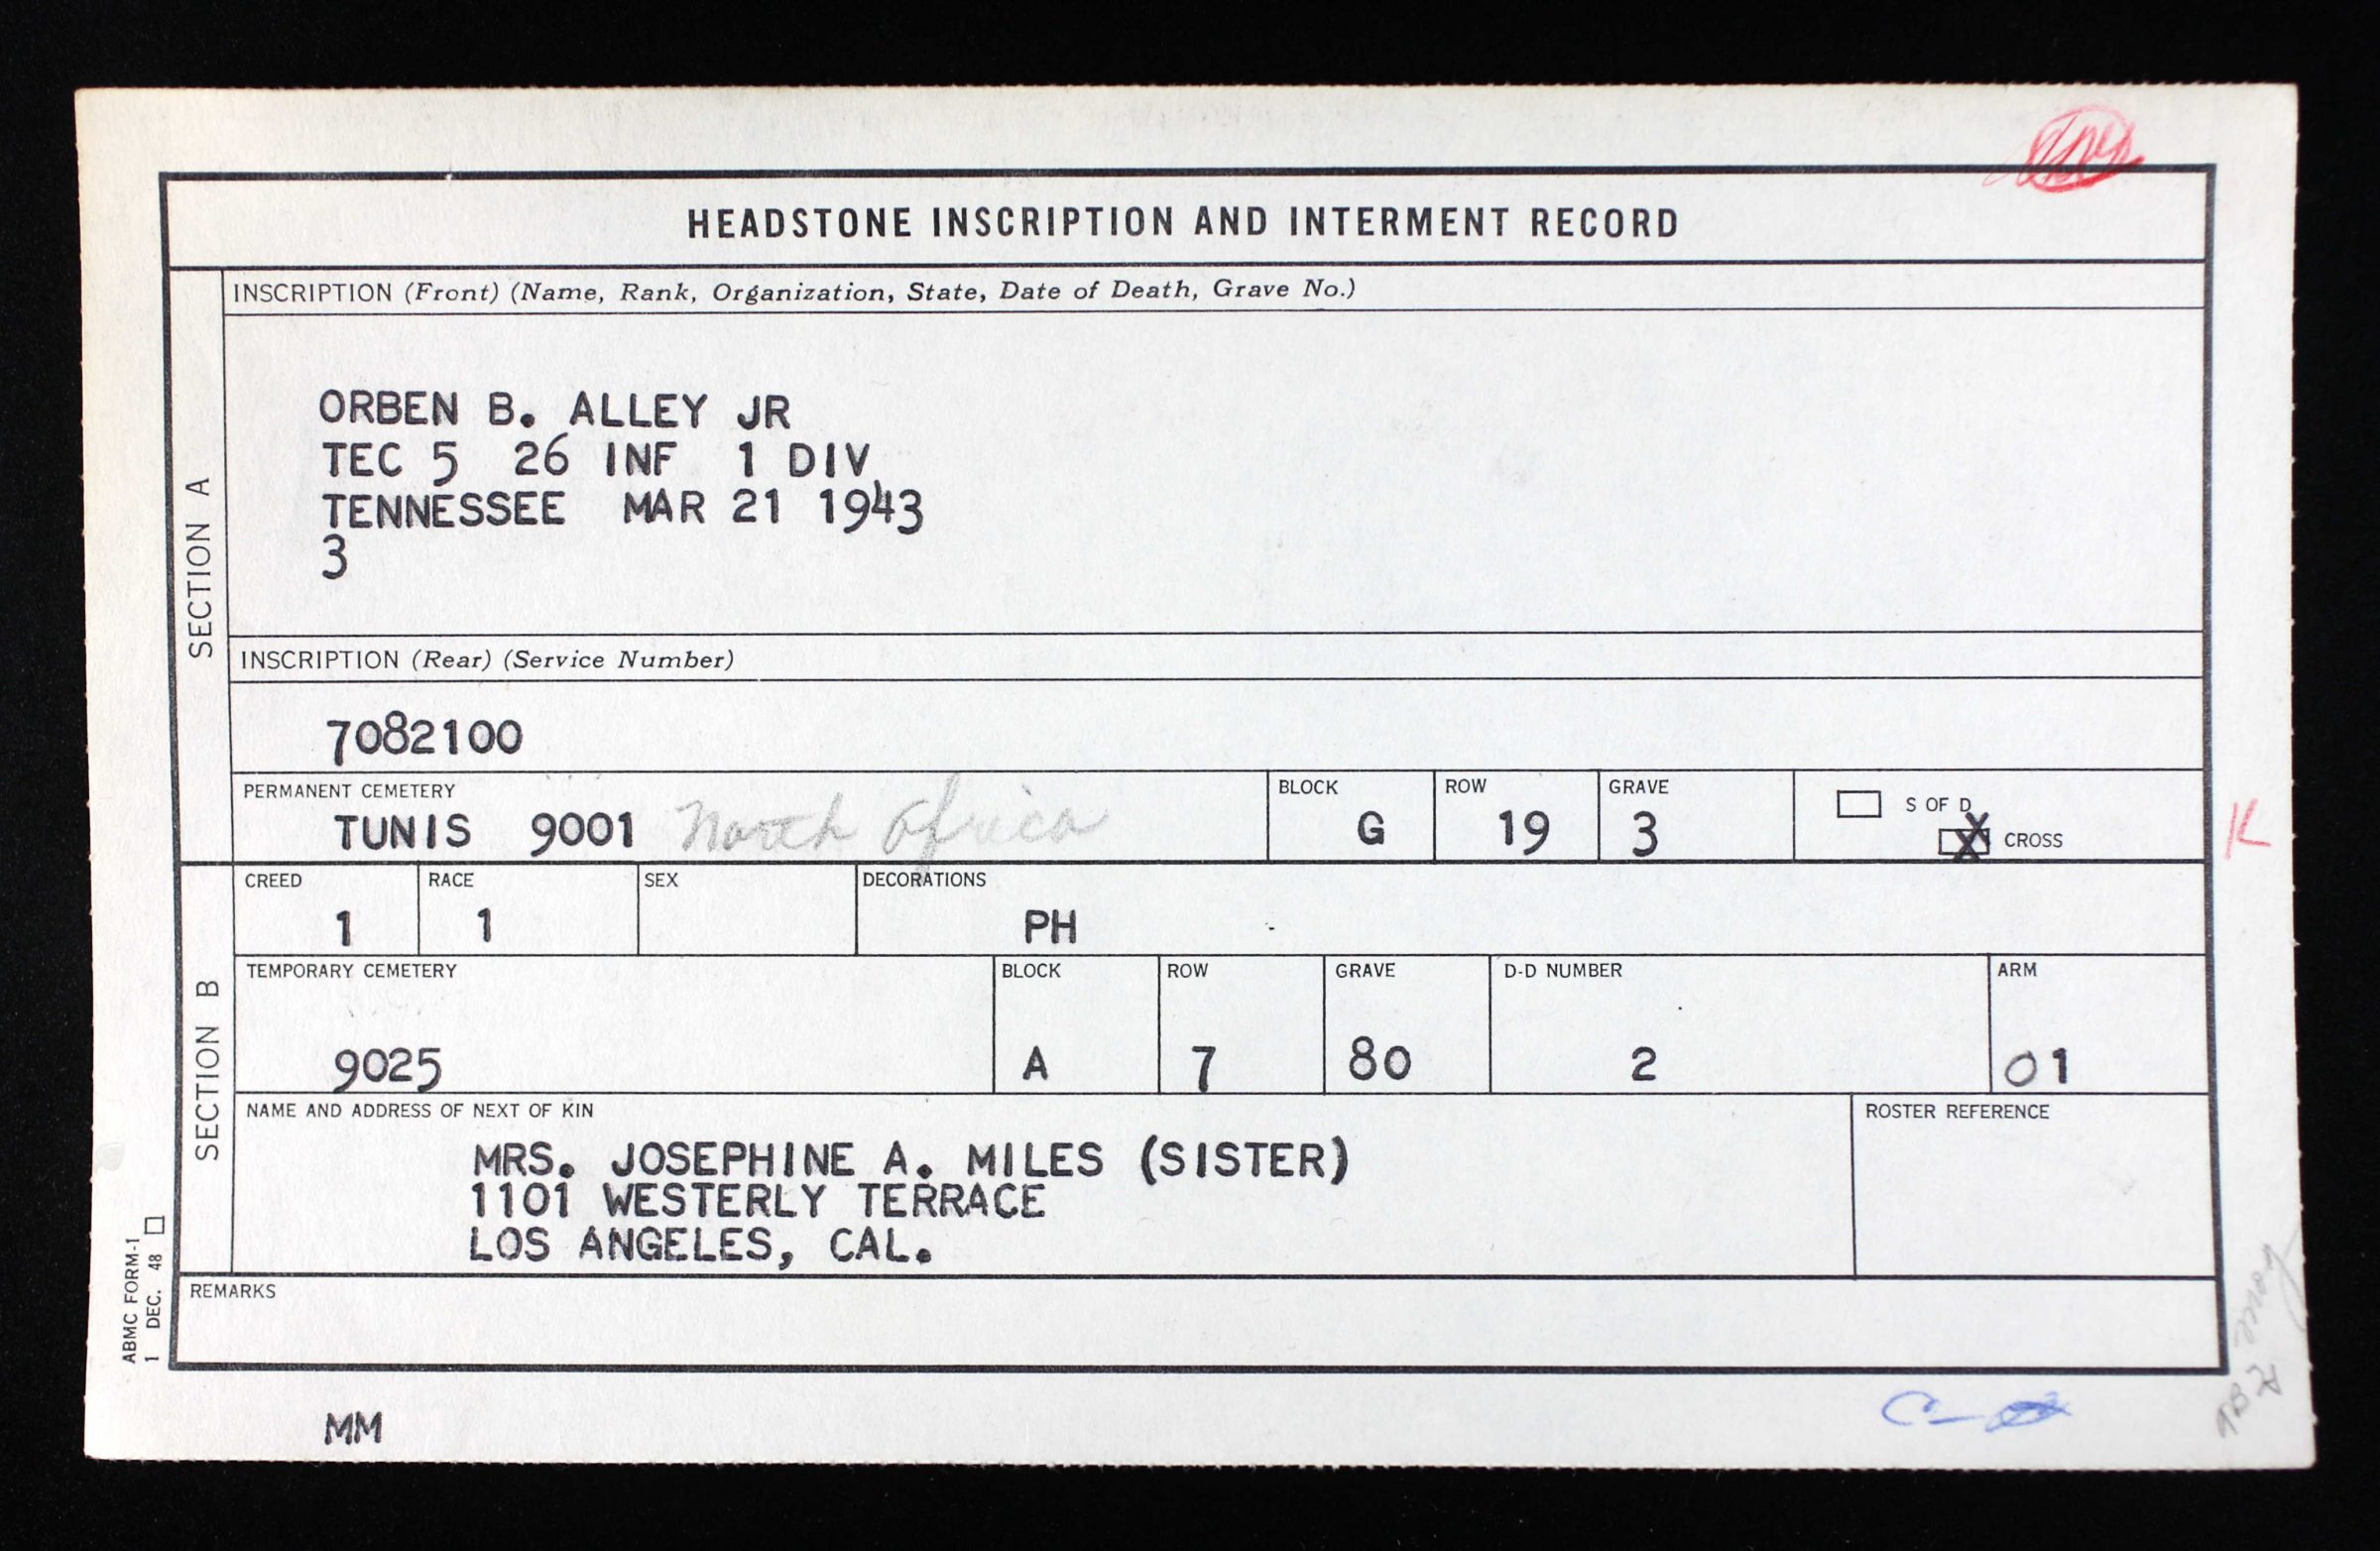 HEADSTONE INSCRIPTION AND INTERMENT RECORD
SECTION A
INSCRIPTION (Front) (Name, Rank, Organization, State, Date of Death, Grave No.)
ORBEN B. ALLEY JR
TEC 5 26 INF 1 DIV
TENNESSEE MAR 21 1943
3
INSCRIPTION (Rear) (Service Number)
7082100
PERMANENT CEMETERY BLOCK ROW GRAVE
TUNIS 9001 North Africa G 19 3
S OF D
X CROSS
K
SECTION B
CREED RACE SEX DECORATIONS
1 1 PH
TEMPORARY CEMETERY BLOCK ROW GRAVE D-D NUMBER ARM
9025 A 7 80 2 01
NAME AND ADDRESS OF NEXT OF KIN ROSTER REFERENCE
MRS. JOSEPHINE A. MILES (SISTER)
1101 WESTERLY TERRACE
LOS ANGELES, CAL.
REMARKS
ABMC FORM-1
1 DEC. 48
MM